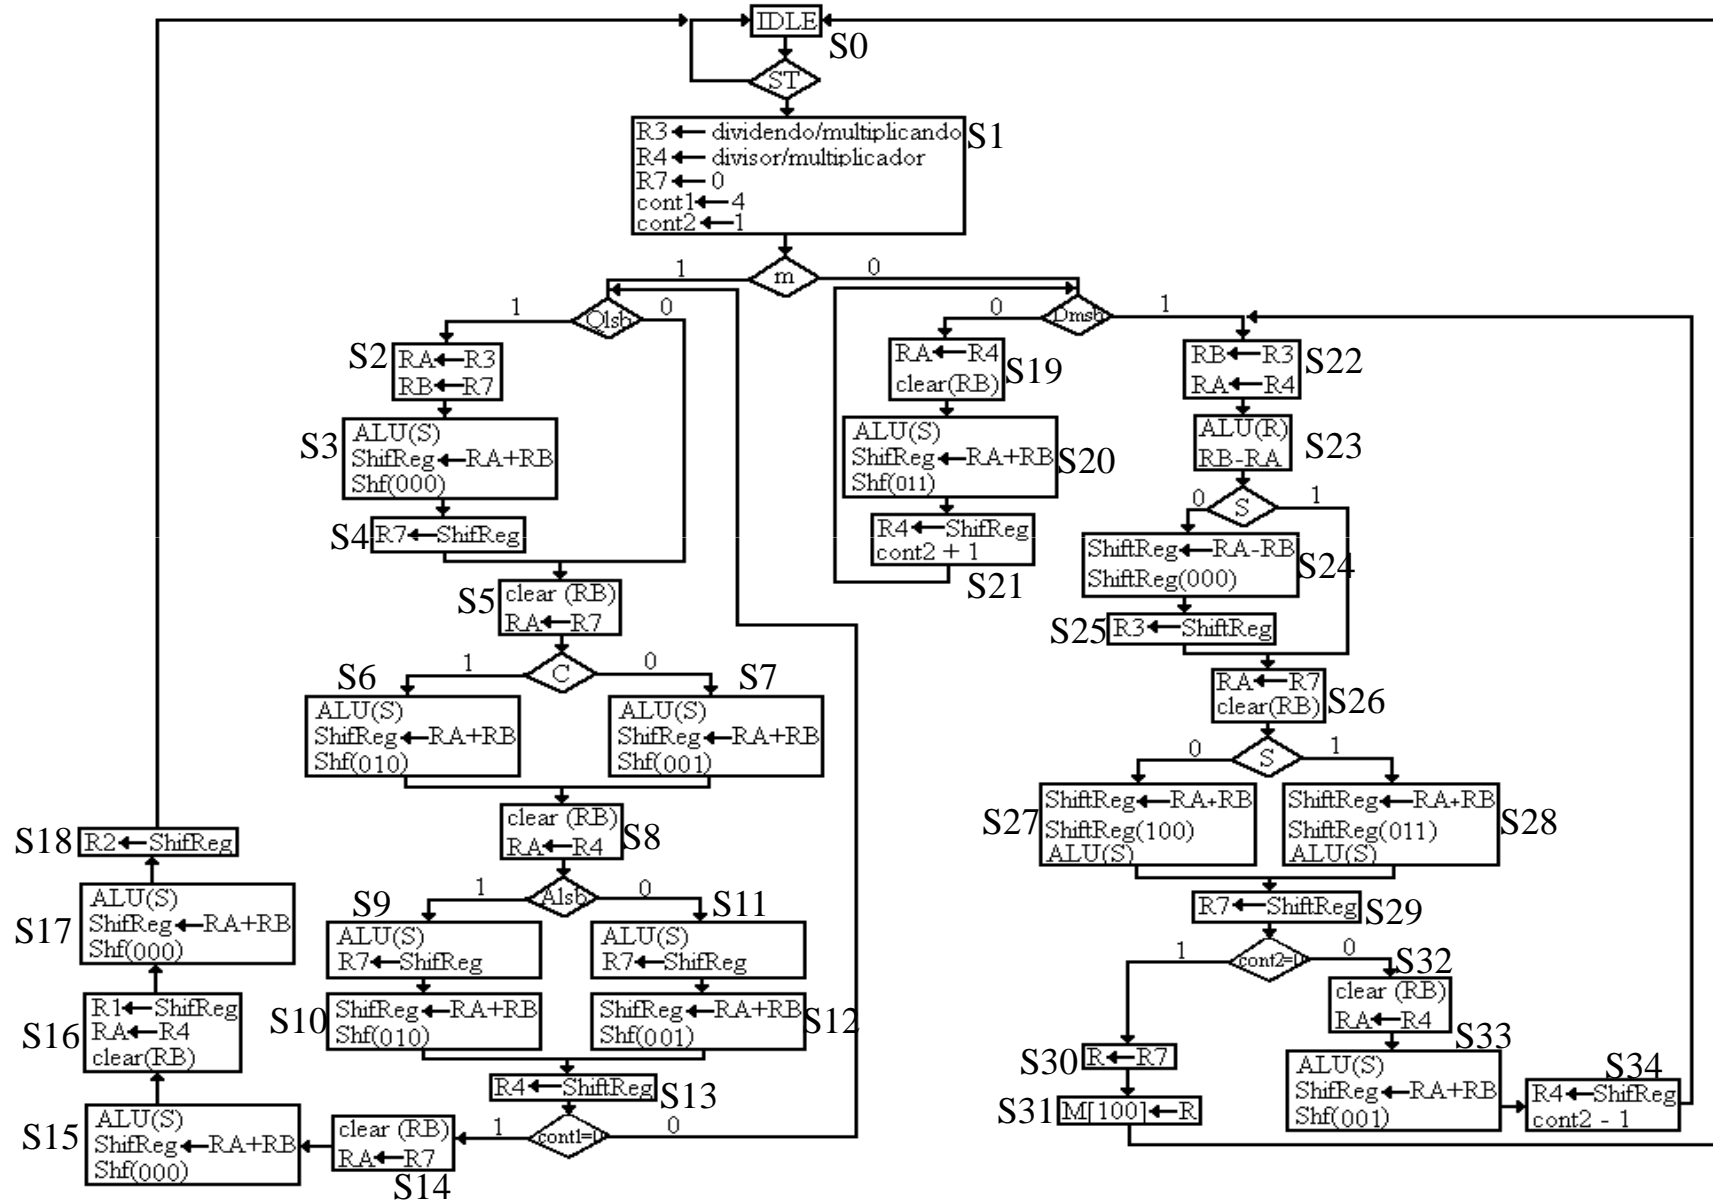 IDLE
S0
ST
R3 ← dividendo/multiplicando
R4 ← divisor/multiplicador
R7 ← 0
cont1 ← 4
cont2 ← 1
S1
m
1
0
Qlsb
1
0
S2
RA ← R3
RB ← R7
S3
ALU(S)
ShifReg ← RA+RB
Shf(000)
S4
R7 ← ShifReg
S5
clear (RB)
RA ← R7
C
1
0
S6
ALU(S)
ShifReg ← RA+RB
Shf(010)
S7
ALU(S)
ShifReg ← RA+RB
Shf(001)
clear (RB)
RA ← R4
S8
Alsb
1
0
S9
ALU(S)
R7 ← ShifReg
S11
ALU(S)
R7 ← ShifReg
S10
ShifReg ← RA+RB
Shf(010)
ShifReg ← RA+RB
Shf(001)
S12
R4 ← ShiftReg
S13
1
0
clear (RB)
RA ← R7
S14
S15
ALU(S)
ShifReg ← RA+RB
Shf(000)
S16
R1 ← ShifReg
RA ← R4
clear(RB)
S17
ALU(S)
ShifReg ← RA+RB
Shf(000)
S18
R2 ← ShifReg
Dmsb
0
1
RA ← R4
clear(RB)
S19
ALU(S)
ShifReg ← RA+RB
Shf(011)
S20
R4 ← ShifReg
cont2 + 1
S21
RB ← R3
RA ← R4
S22
ALU(R)
RB-RA
S23
S
0
1
ShiftReg ← RA-RB
ShiftReg(000)
S24
S25
R3 ← ShiftReg
RA ← R7
clear(RB)
S26
S
0
1
S27
ShiftReg ← RA+RB
ShiftReg(100)
ALU(S)
ShiftReg ← RA+RB
ShiftReg(011)
ALU(S)
S28
R7 ← ShiftReg
S29
1
0
S30
R ← R7
S31
M[100] ← R
S32
clear (RB)
RA ← R4
S33
ALU(S)
ShifReg ← RA+RB
Shf(001)
S34
R4 ← ShifReg
cont2 - 1